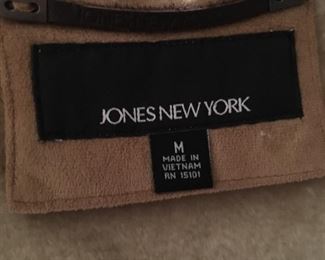 JONES NEW YORK
M
MADE IN
VIETNAM
RN 15101